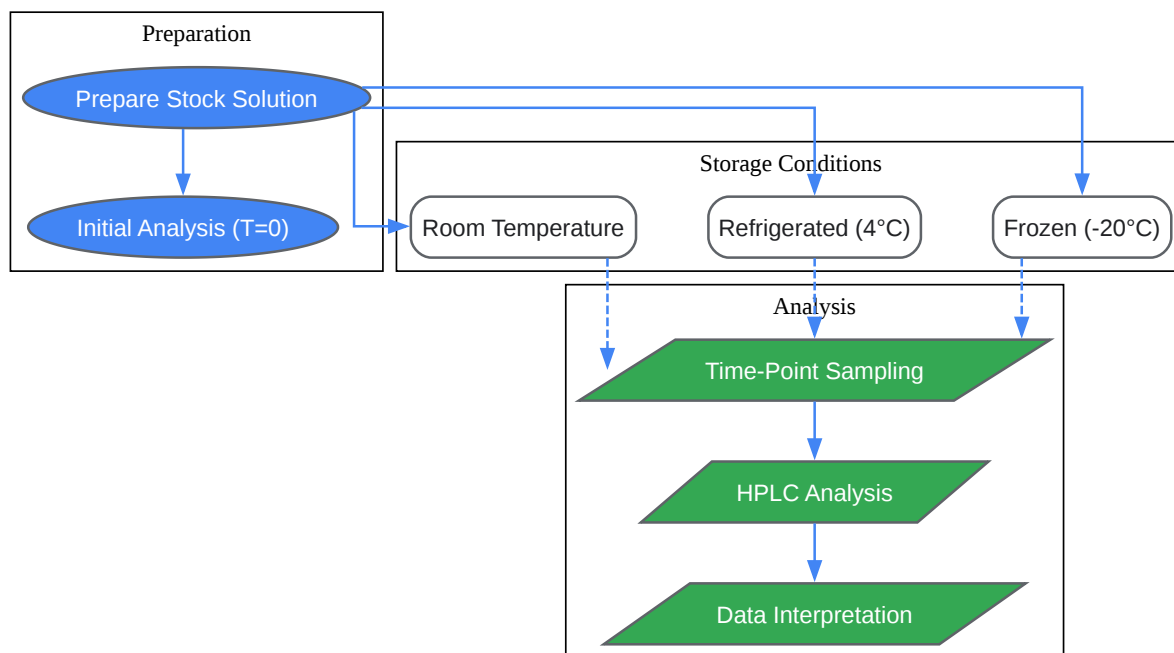 Preparation
Prepare Stock Solution
Initial Analysis (T=0)
Storage Conditions
Room Temperature
Refrigerated (4°C)
Frozen (-20°C)
Analysis
Time-Point Sampling
HPLC Analysis
Data Interpretation